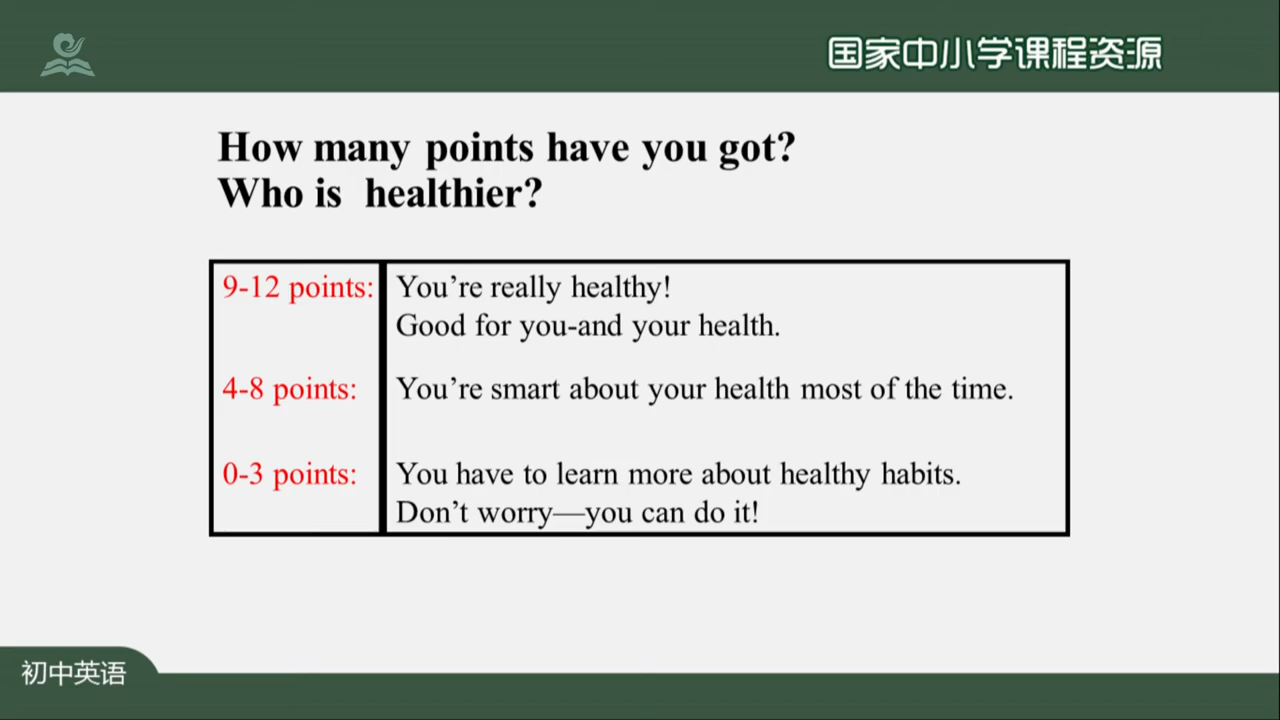 国家中小学课程资源
How many points have you got?
Who is healthier?
9-12 points: You're really healthy!
Good for you-and your health.
4-8 points: You're smart about your health most of the time.
0-3 points: You have to learn more about healthy habits.
Don't worry—you can do it!
初中英语